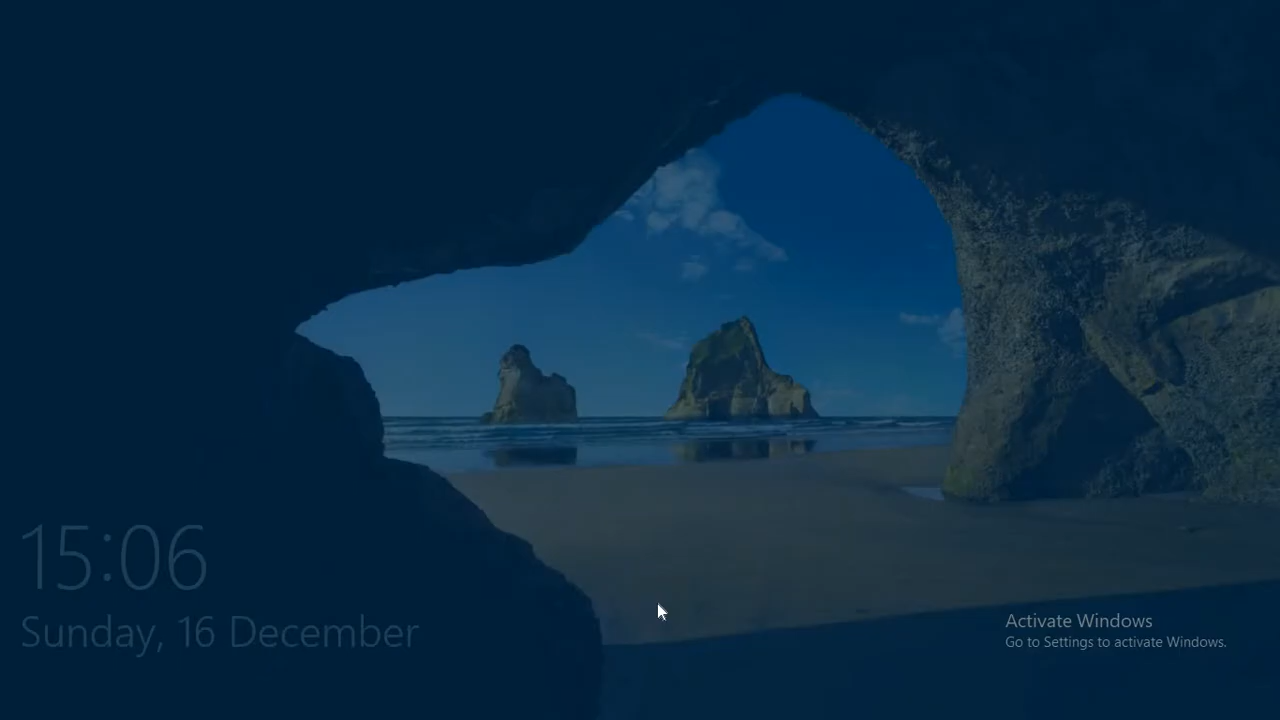 15:06
Sunday, 16 December
Activate Windows
Go to Settings to activate Windows.